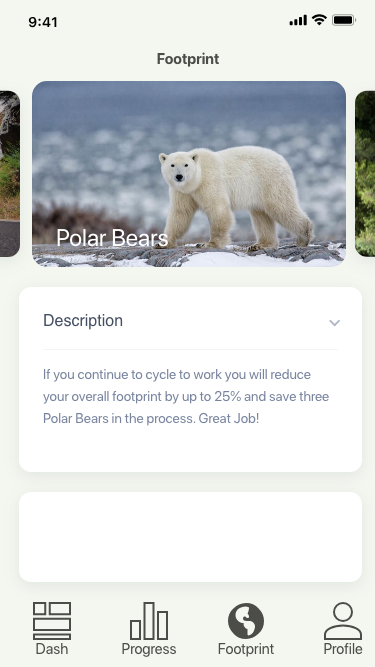 9:41
Footprint
Polar Bears
Description
If you continue to cycle to work you will reduce
your overall footprint by up to 25% and save three
Polar Bears in the process. Great Job!
Dash
Progress
Footprint
Profile